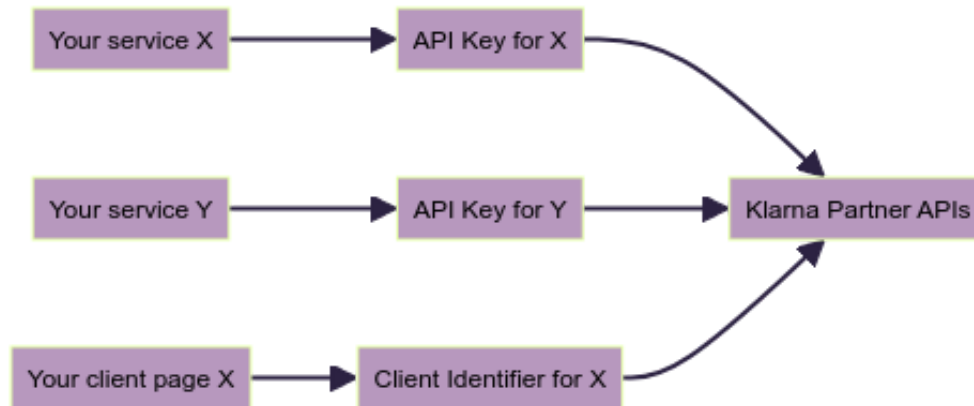 Your service X
API Key for X
Your service Y
API Key for Y
Klarna Partner APIs
Your client page X
Client Identifier for X